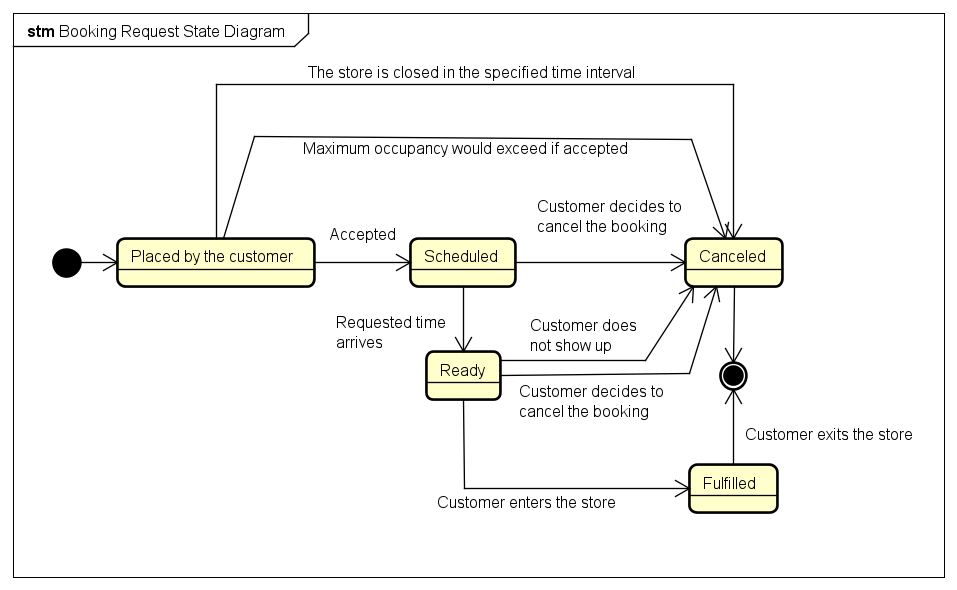 stm Booking Request State Diagram
The store is closed in the specified time interval
Maximum occupancy would exceed if accepted
Customer decides to
cancel the booking
Accepted
Placed by the customer
Scheduled
Canceled
Requested time
arrives
Customer does
not show up
Ready
Customer decides to
cancel the booking
Customer exits the store
Fulfilled
Customer enters the store